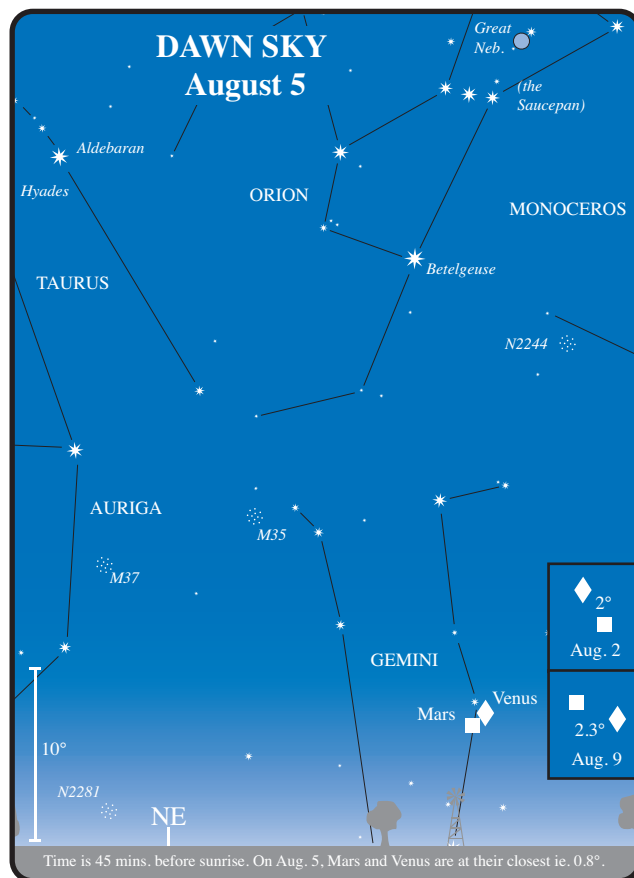 DAWN SKY
August 5
Great
Neb.
(the
Saucepan)
Aldebaran
Hyades
ORION
MONOCEROS
Betelgeuse
TAURUS
N2244
AURIGA
M35
M37
2°
Aug. 2
GEMINI
Venus
Mars
2.3°
Aug. 9
10°
N2281
NE
Time is 45 mins. before sunrise. On Aug. 5, Mars and Venus are at their closest ie. 0.8°.